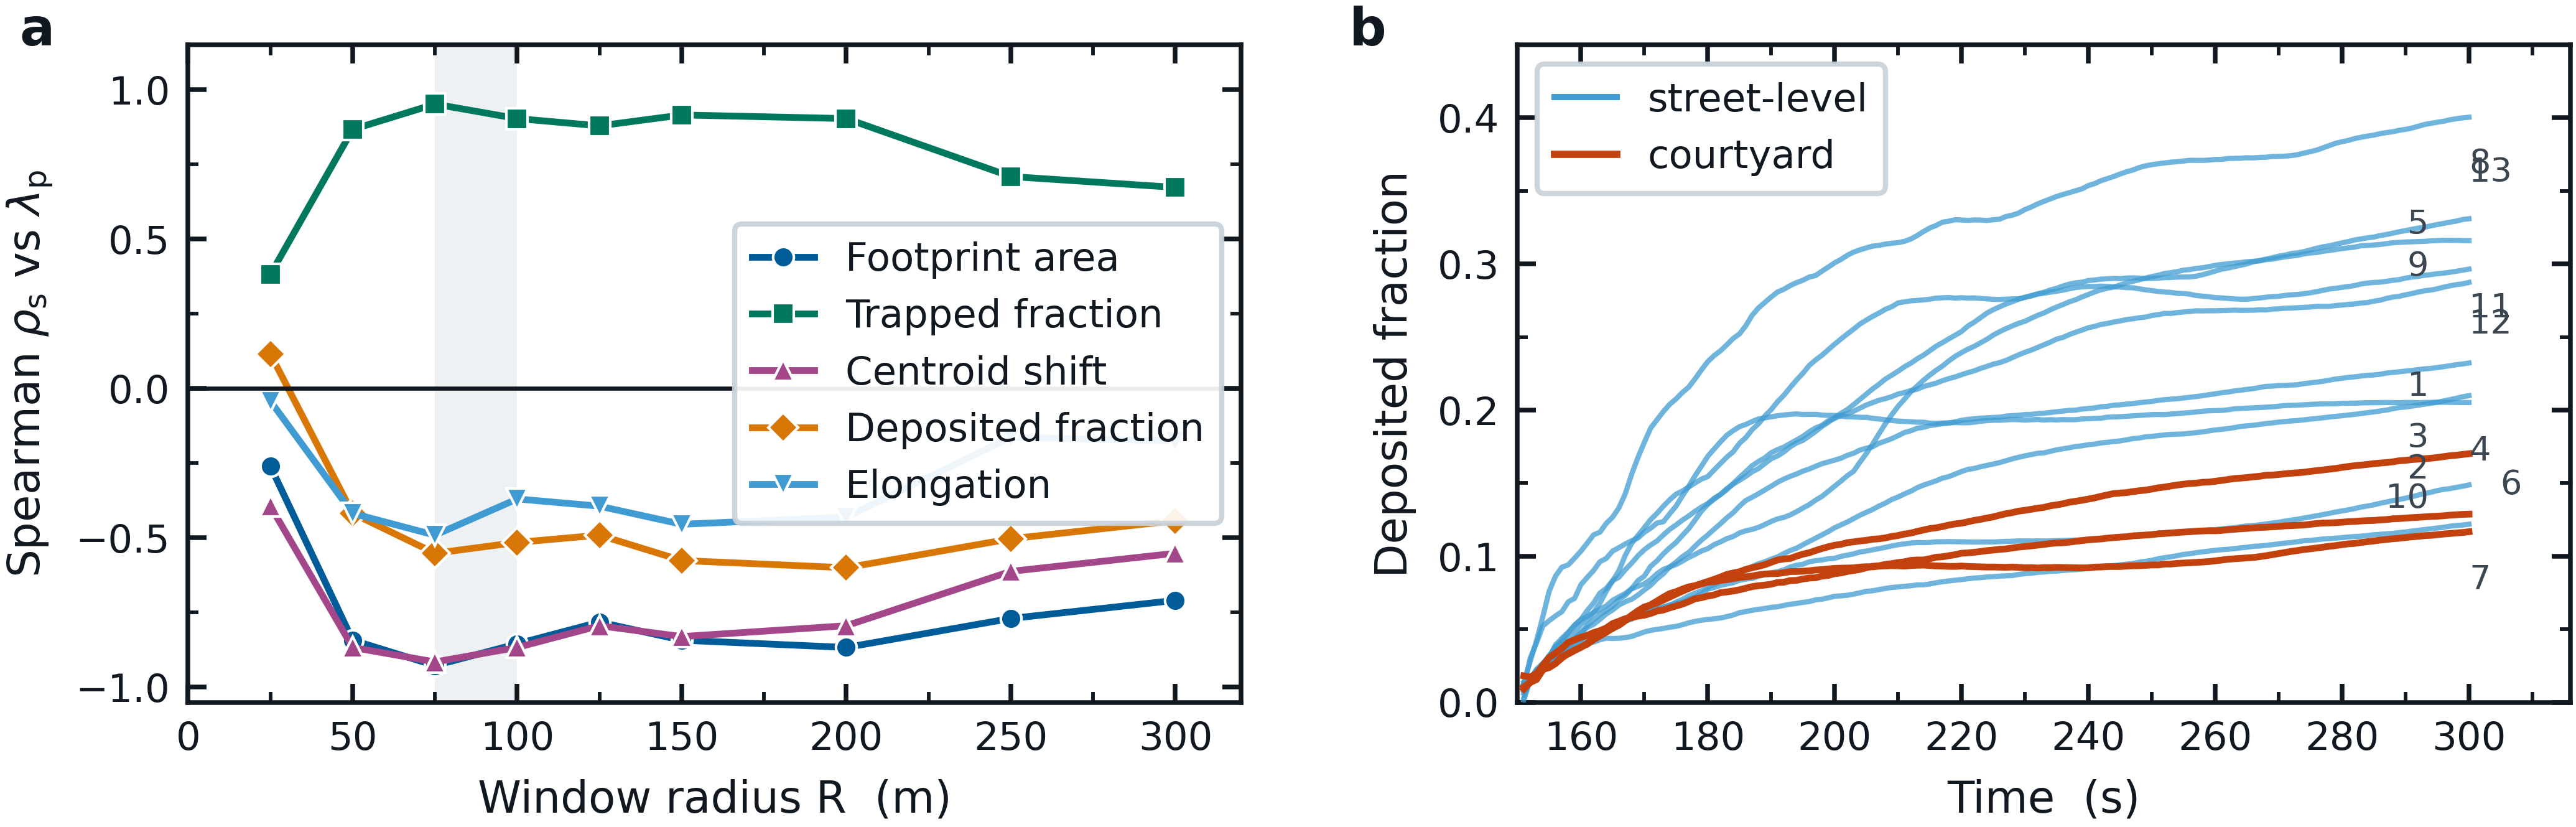 a
1.0
0.5
0.0
−0.5
−1.0
Spearman ρs vs λp
0 50 100 150 200 250 300
Window radius R (m)
Footprint area
Trapped fraction
Centroid shift
Deposited fraction
Elongation
b
0.4
0.3
0.2
0.1
0.0
Deposited fraction
160 180 200 220 240 260 280 300
Time (s)
street-level
courtyard
8
13
5
9
11
12
1
3
4
2
6
10
7